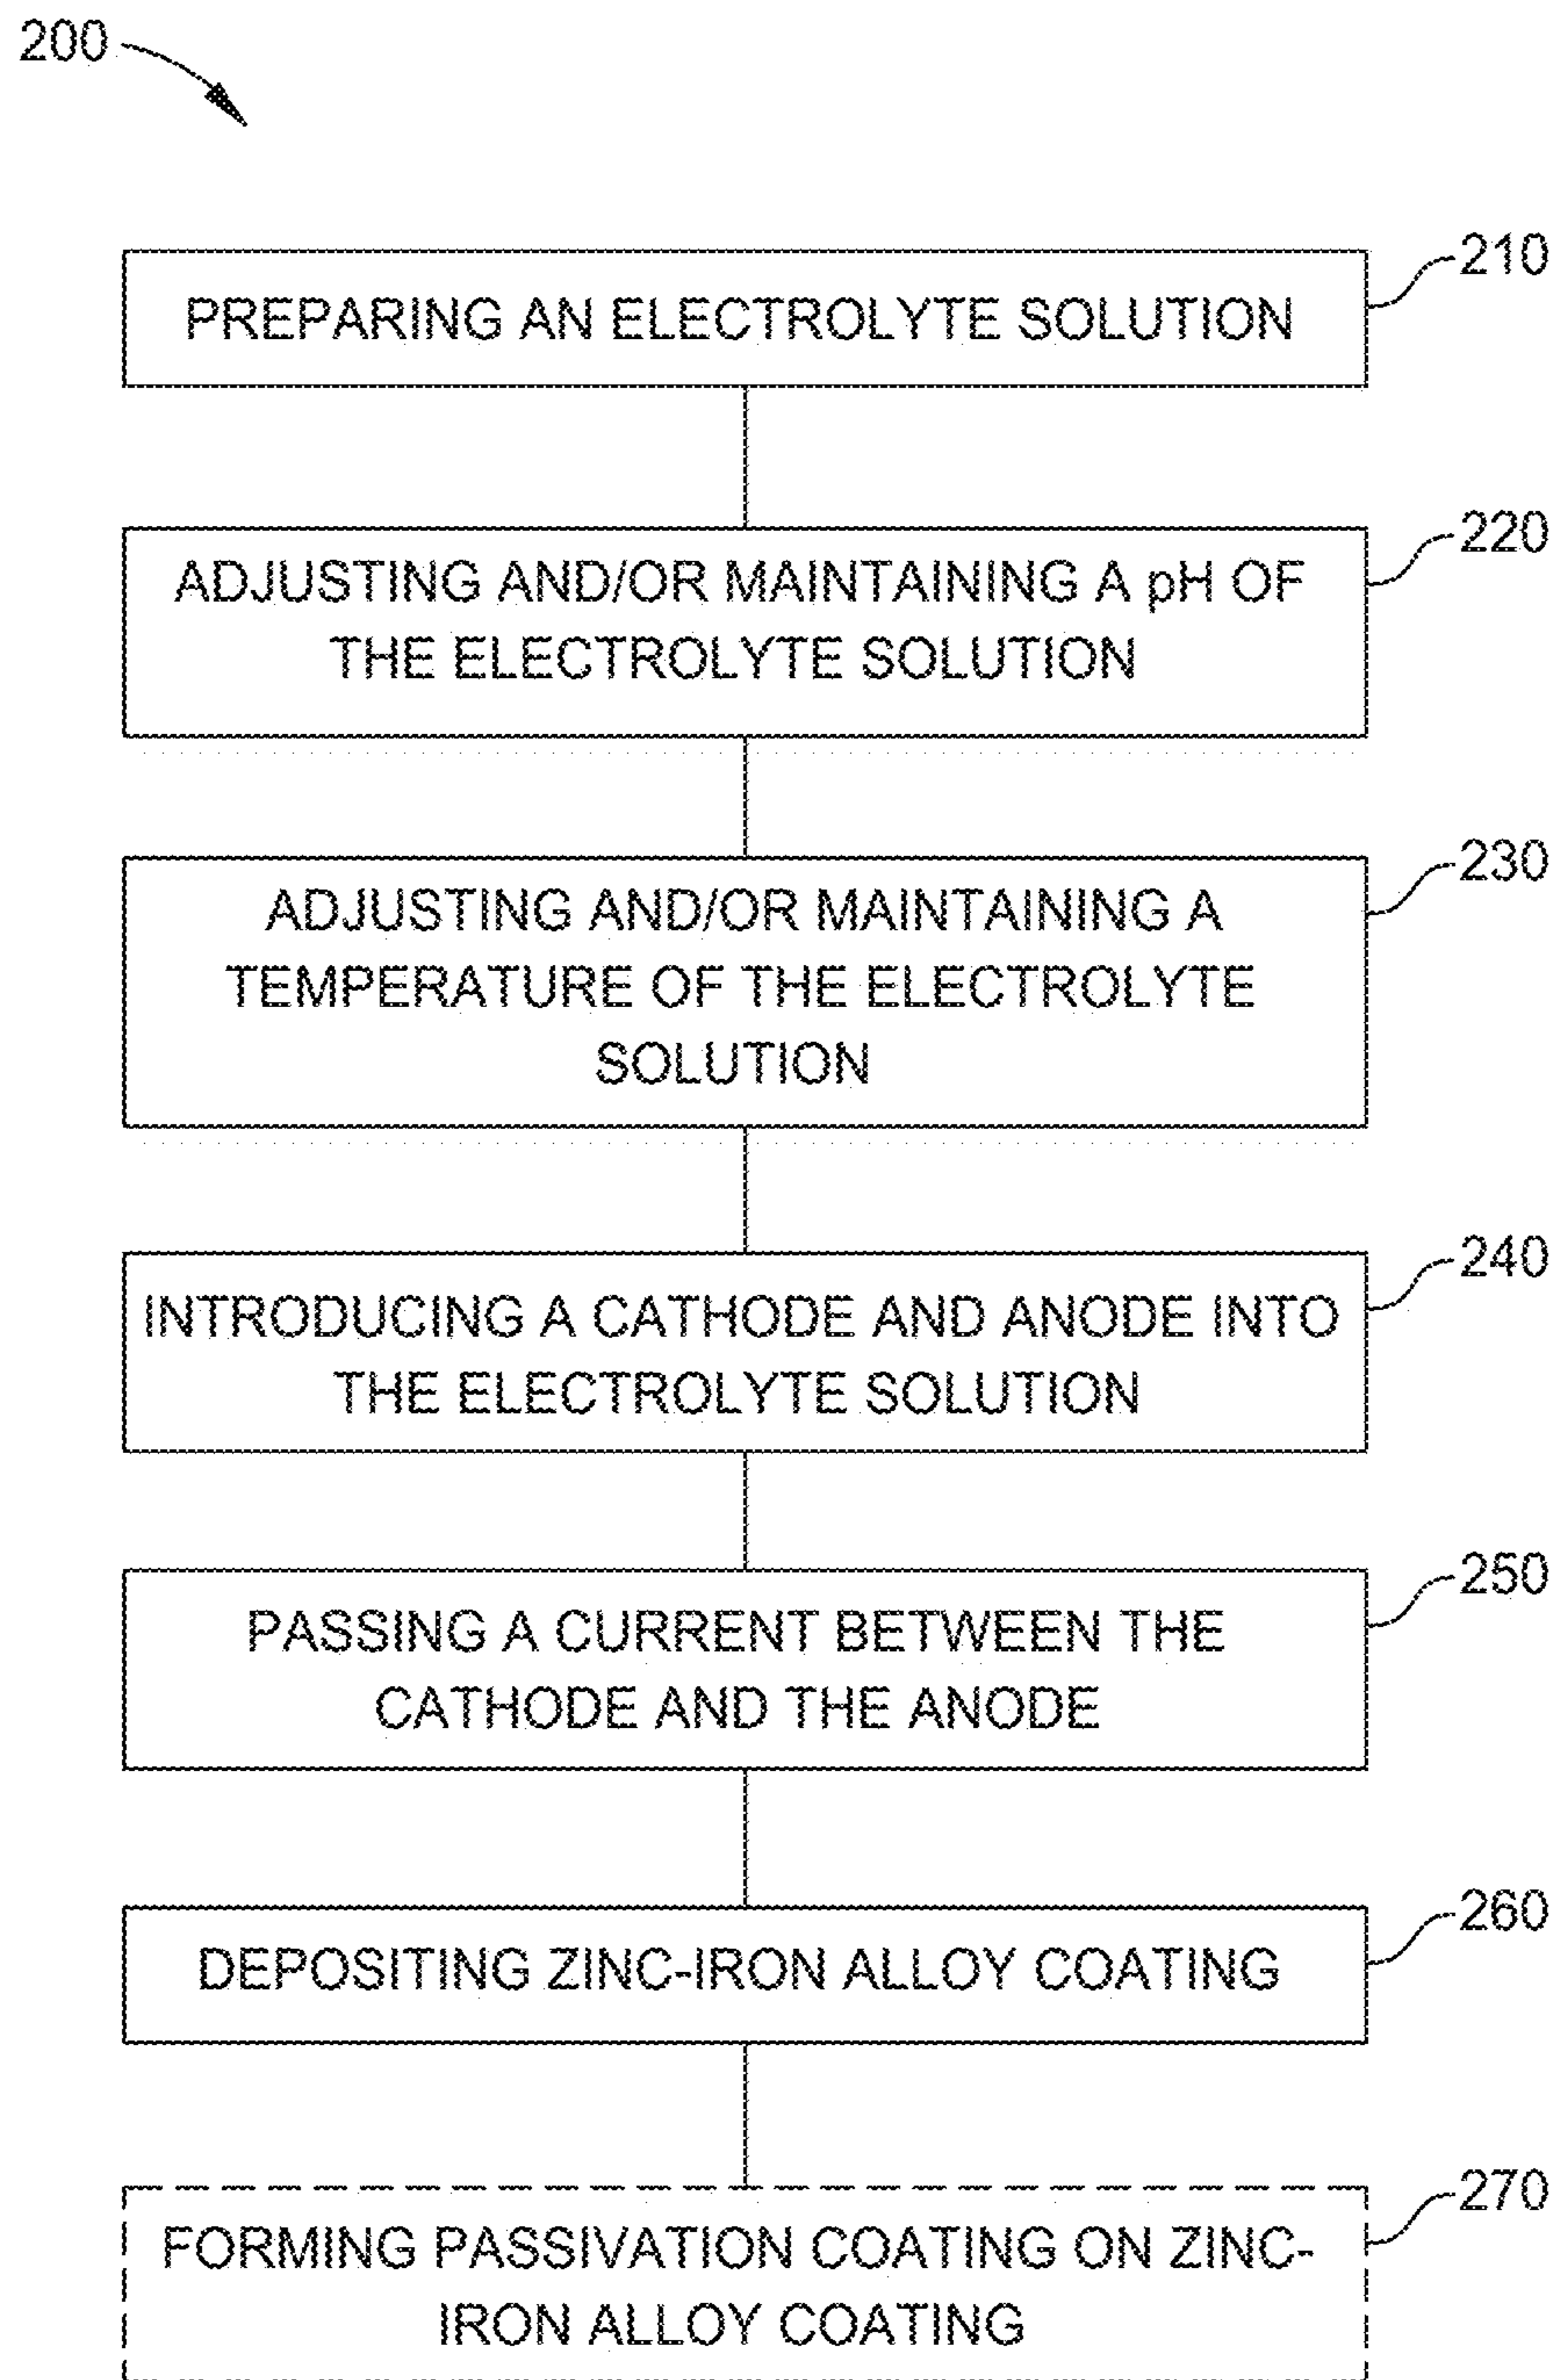 200
PREPARING AN ELECTROLYTE SOLUTION
210
ADJUSTING AND/OR MAINTAINING A pH OF
THE ELECTROLYTE SOLUTION
220
ADJUSTING AND/OR MAINTAINING A
TEMPERATURE OF THE ELECTROLYTE
SOLUTION
230
INTRODUCING A CATHODE AND ANODE INTO
THE ELECTROLYTE SOLUTION
240
PASSING A CURRENT BETWEEN THE
CATHODE AND THE ANODE
250
DEPOSITING ZINC-IRON ALLOY COATING
260
FORMING PASSIVATION COATING ON ZINC-
IRON ALLOY COATING
270